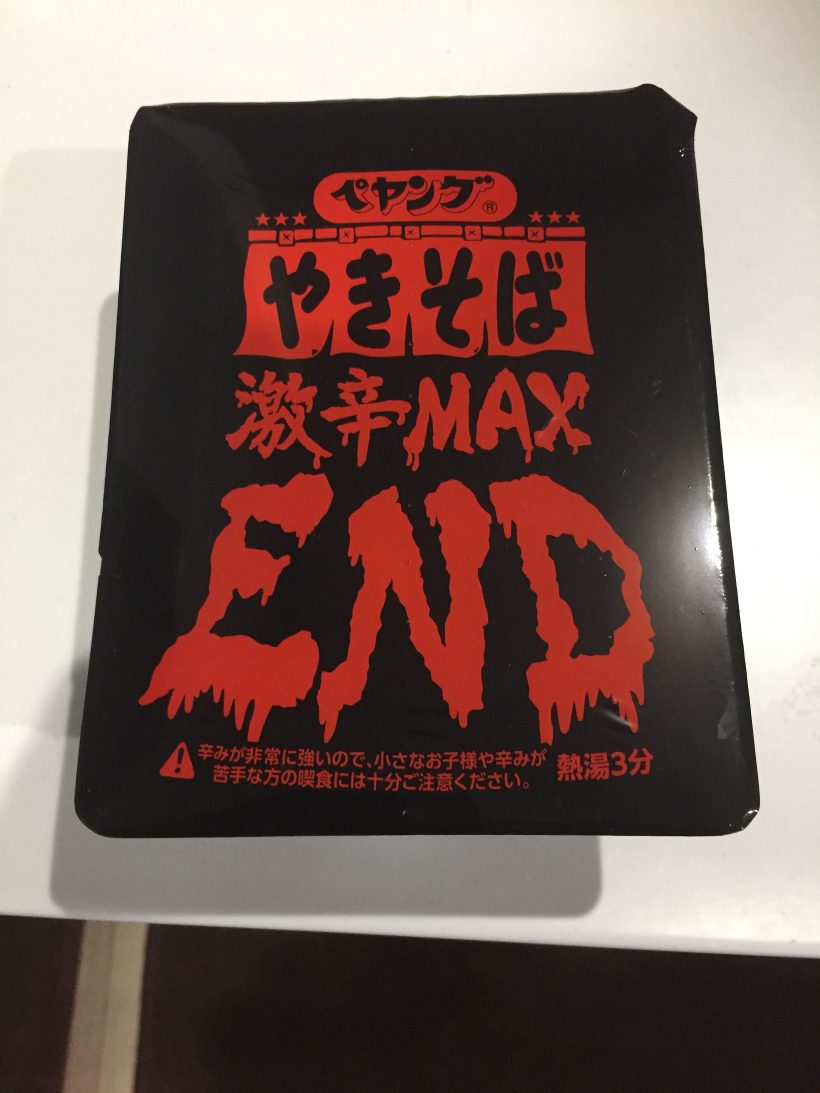 ペヤング®
やきそば
激辛MAX
END
辛みが非常に強いので、小さなお子様や辛みが
苦手な方の喫食には十分ご注意ください。
熱湯3分